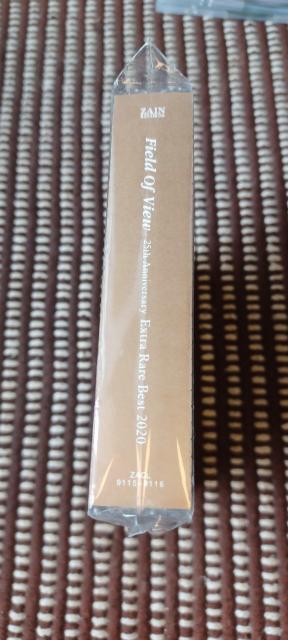 ZAIN
Field Of View 25th Anniversary Extra Rare Best 2020
ZACL
9115-9116